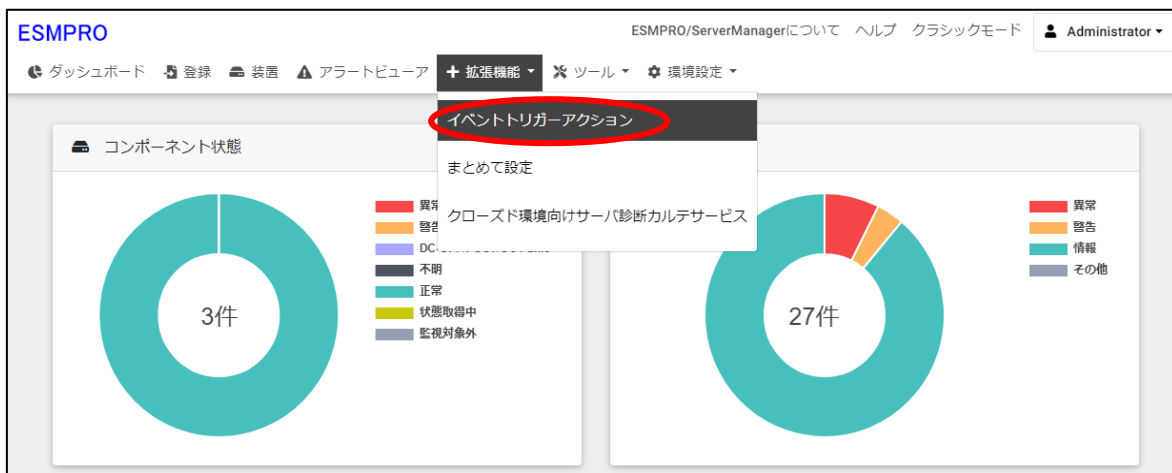 ESMPRO
ESMPRO/ServerManagerについて ヘルプ クラシックモード Administrator
ダッシュボード 登録 装置 アラートビューア 拡張機能 ツール 環境設定
イベントトリガーアクション
まとめて設定
クローズド環境向けサーバ診断カルテサービス
コンポーネント状態
3件
不明
正常
状態取得中
監視対象外
27件
異常
警告
情報
その他